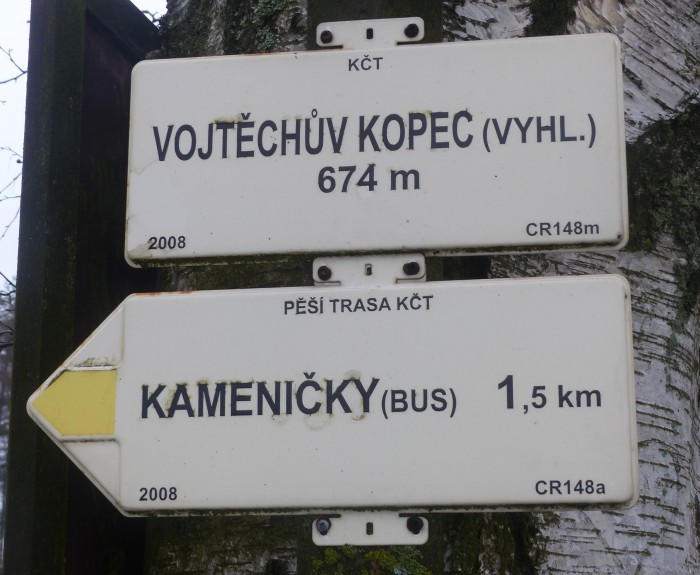 KČT
VOJTĚCHŮV KOPEC (VYHL.)
674 m
2008 CR148m
PĚŠÍ TRASA KČT
KAMENIČKY (BUS) 1,5 km
2008 CR148a